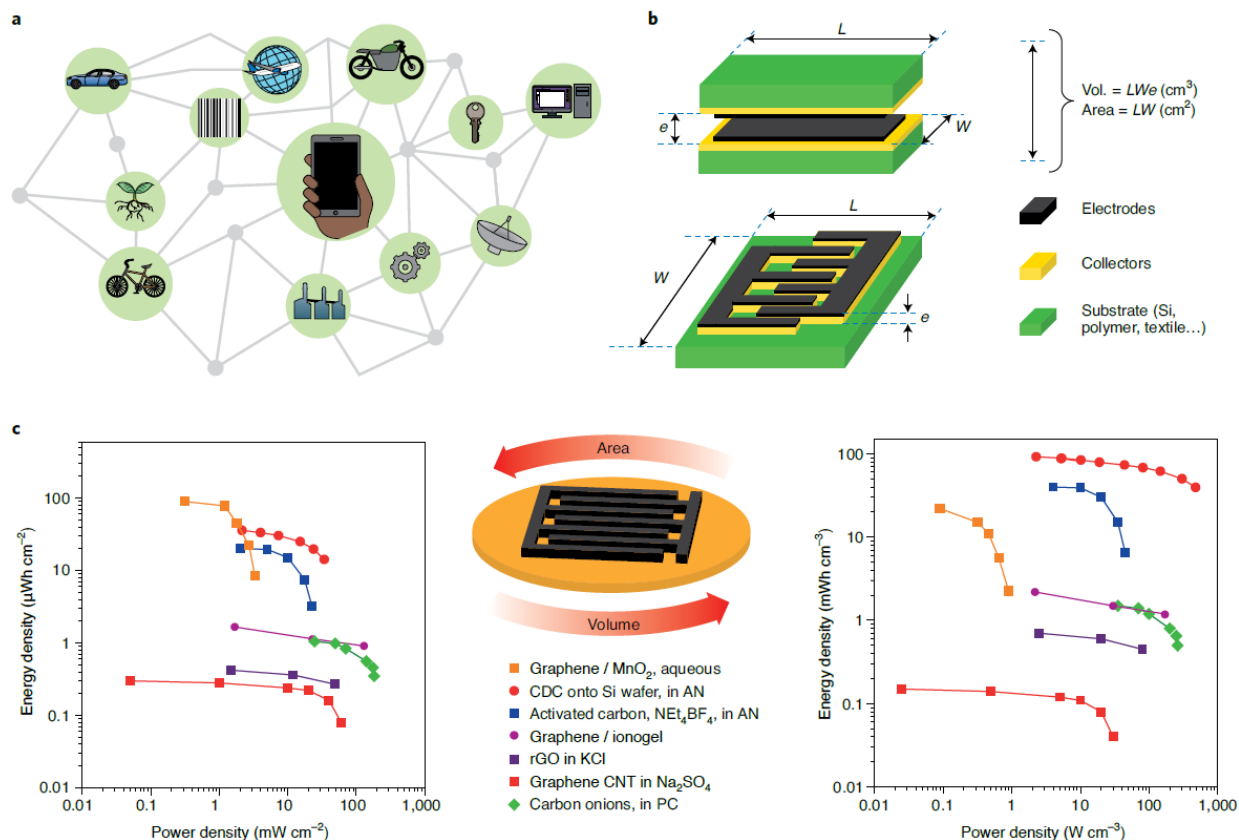 a
b
L
e
W
Vol. = LWe (cm³)
Area = LW (cm²)
L
W
e
Electrodes
Collectors
Substrate (Si,
polymer, textile…)
c
Energy density (µWh cm⁻²)
100
10
1
0.1
0.01
0.01
0.1
1
10
100
1,000
Power density (mW cm⁻²)
Area
Volume
Graphene / MnO₂, aqueous
CDC onto Si wafer, in AN
Activated carbon, NEt₄BF₄, in AN
Graphene / ionogel
rGO in KCl
Graphene CNT in Na₂SO₄
Carbon onions, in PC
Energy density (mWh cm⁻³)
100
10
1
0.1
0.01
0.01
0.1
1
10
100
1,000
Power density (W cm⁻³)